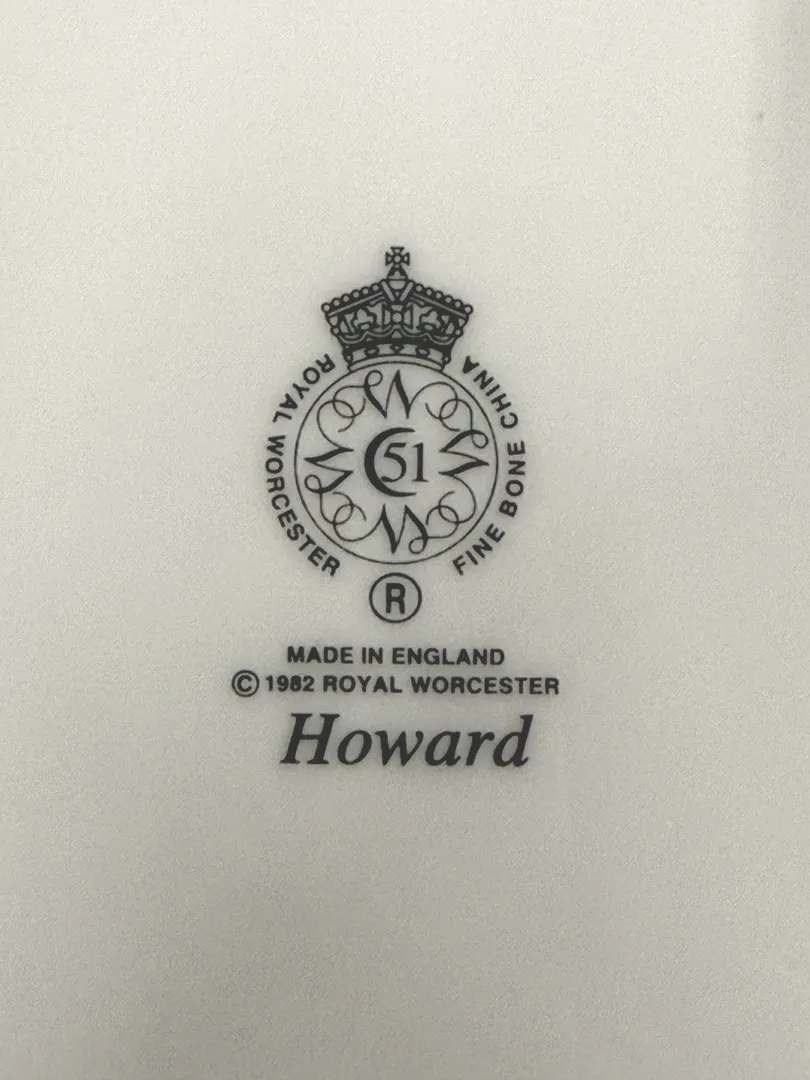 ROYAL WORCESTER
FINE BONE CHINA
C51
®
MADE IN ENGLAND
© 1982 ROYAL WORCESTER
Howard